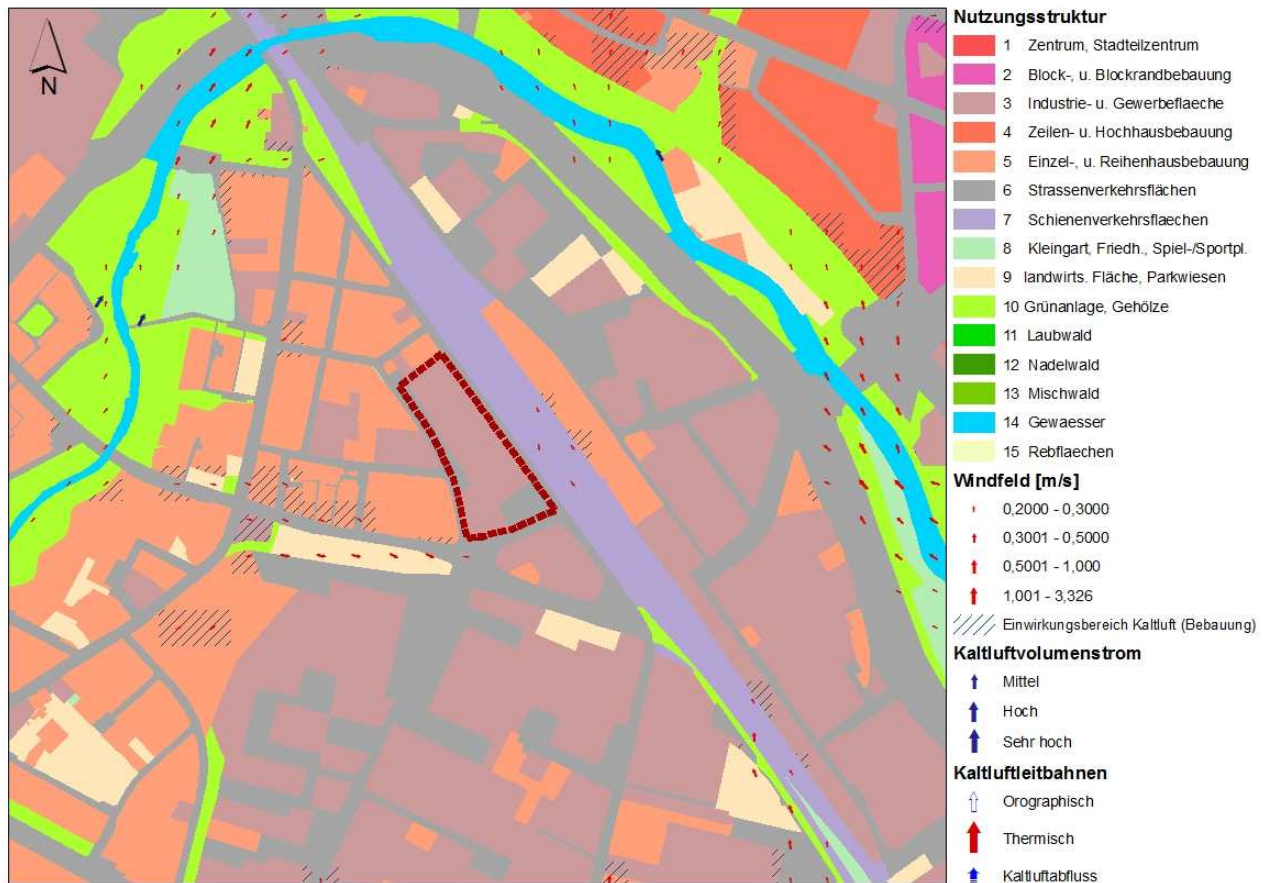 N
Nutzungsstruktur
1 Zentrum, Stadteilzentrum
2 Block-, u. Blockrandbebauung
3 Industrie- u. Gewerbeflaeche
4 Zeilen- u. Hochhausbebauung
5 Einzel-, u. Reihenhausbebauung
6 Strassenverkehrsflächen
7 Schienenverkehrsflaechen
8 Kleingart, Friedh., Spiel-/Sportpl.
9 landwirts. Fläche, Parkwiesen
10 Grünanlage, Gehölze
11 Laubwald
12 Nadelwald
13 Mischwald
14 Gewaesser
15 Rebflaechen
Windfeld [m/s]
0,2000 - 0,3000
0,3001 - 0,5000
0,5001 - 1,000
1,001 - 3,326
Einwirkungsbereich Kaltluft (Bebauung)
Kaltluftvolumenstrom
Mittel
Hoch
Sehr hoch
Kaltluftleitbahnen
Orographisch
Thermisch
Kaltluftabfluss